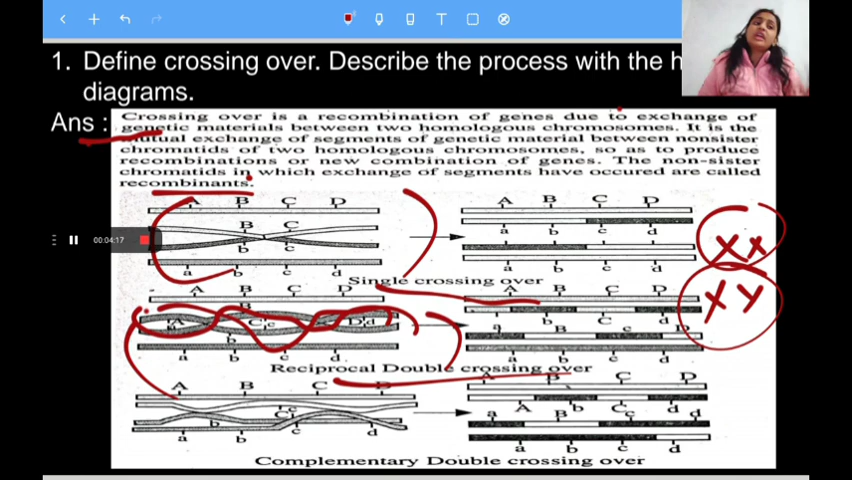 T
1. Define crossing over. Describe the process with the h
diagrams.
Ans :
Crossing over is a recombination of genes due to exchange of
genetic materials between two homologous chromosomes. It is the
mutual exchange of segments of genetic material between nonsister
chromatids of two homologous chromosomes, so as to produce
recombinations or new combination of genes. The non-sister
chromatids in which exchange of segments have occured are called
recombinants.
A B C D
B C
b c
a b c d
A B C D
a b c d
A B C D
a b c d
Single crossing over
X x
X Y
00:04:17
A B C D
B
A C c D d
b
a b c d
A B C D
a b C d
a B c D
a b c d
Reciprocal Double crossing over
A B C D
C c
b C
a b c d
A B C D
A b C d
a B c d
a b c d
Complementary Double crossing over